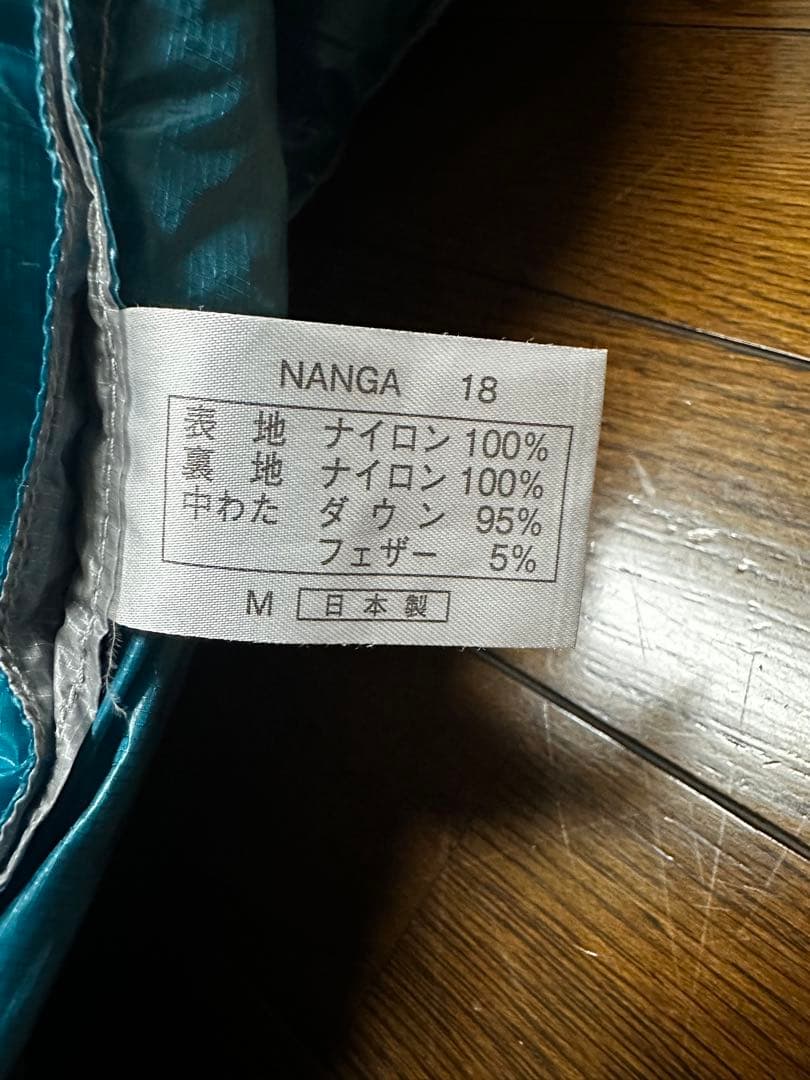 NANGA 18
表地 ナイロン 100%
裏地 ナイロン 100%
中わた ダウン 95%
フェザー 5%
M 日本製